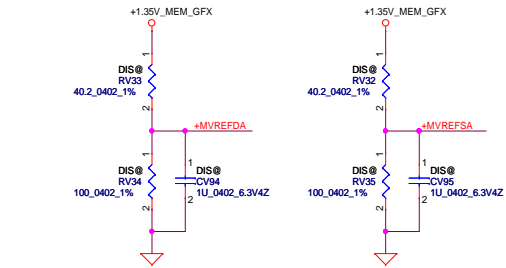 +1.35V_MEM_GFX
1
DIS@
RV33
40.2_0402_1%
2
+MVREFDA
1
DIS@
RV34
100_0402_1%
2
1
DIS@
CV94
1U_0402_6.3V4Z
2
+1.35V_MEM_GFX
1
DIS@
RV32
40.2_0402_1%
2
+MVREFSA
1
DIS@
RV35
100_0402_1%
2
1
DIS@
CV95
1U_0402_6.3V4Z
2